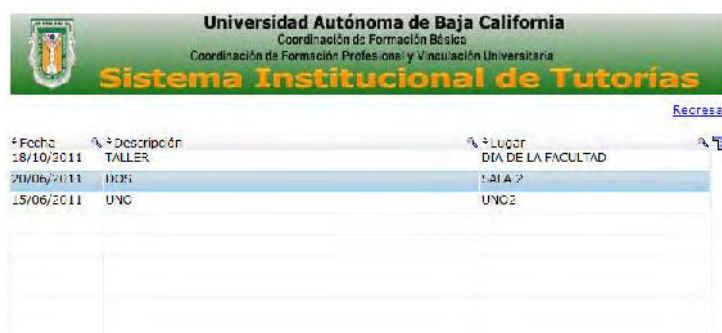 Universidad Autónoma de Baja California
Coordinación de Formación Básica
Coordinación de Formación Profesional y Vinculación Universitaria
Sistema Institucional de Tutorías
Regresa
Fecha Descripción Lugar
18/10/2011 TALLER DIA DE LA FACULTAD
20/06/2011 DOS SALA 2
15/06/2011 UNO UNO2